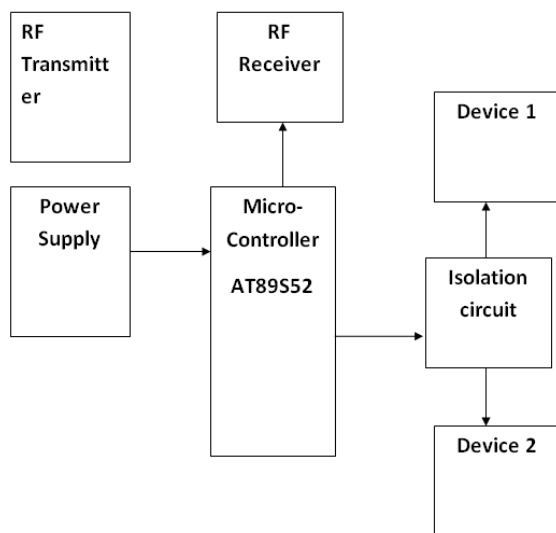 RF
Transmitt
er
RF
Receiver
Device 1
Power
Supply
Micro-
Controller
AT89S52
Isolation
circuit
Device 2